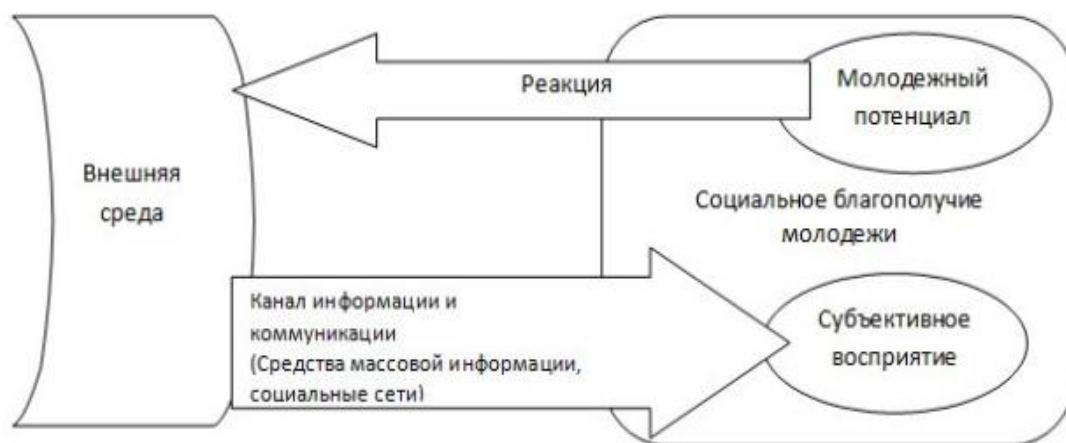 Реакция
Молодежный
потенциал
Внешняя
среда
Социальное благополучие
молодежи
Канал информации и
коммуникации
(Средства массовой информации,
социальные сети)
Субъективное
восприятие